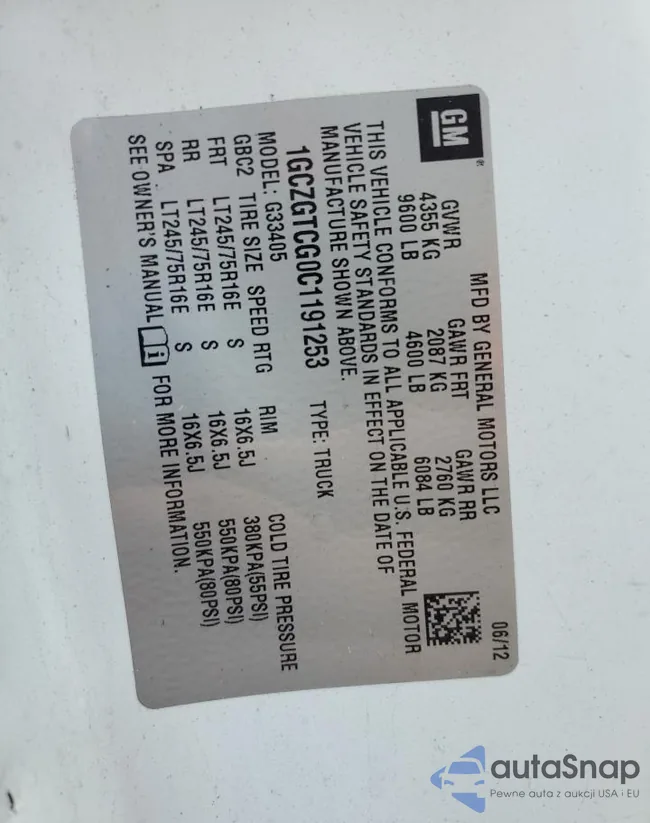 GM
®
MFD BY GENERAL MOTORS LLC 06/12
GVWR GAWR FRT GAWR RR
4355 KG 2087 KG 2760 KG
9600 LB 4600 LB 6084 LB
THIS VEHICLE CONFORMS TO ALL APPLICABLE U.S. FEDERAL MOTOR
VEHICLE SAFETY STANDARDS IN EFFECT ON THE DATE OF
MANUFACTURE SHOWN ABOVE.
1GCZGTCG0C1191253 TYPE: TRUCK
MODEL: G33405
GBC2 TIRE SIZE SPEED RTG RIM COLD TIRE PRESSURE
FRT LT245/75R16E S 16X6.5J 380KPA(55PSI)
RR LT245/75R16E S 16X6.5J 550KPA(80PSI)
SPA LT245/75R16E S 16X6.5J 550KPA(80PSI)
SEE OWNER'S MANUAL i FOR MORE INFORMATION.
autaSnap
Pewne auta z aukcji USA i EU